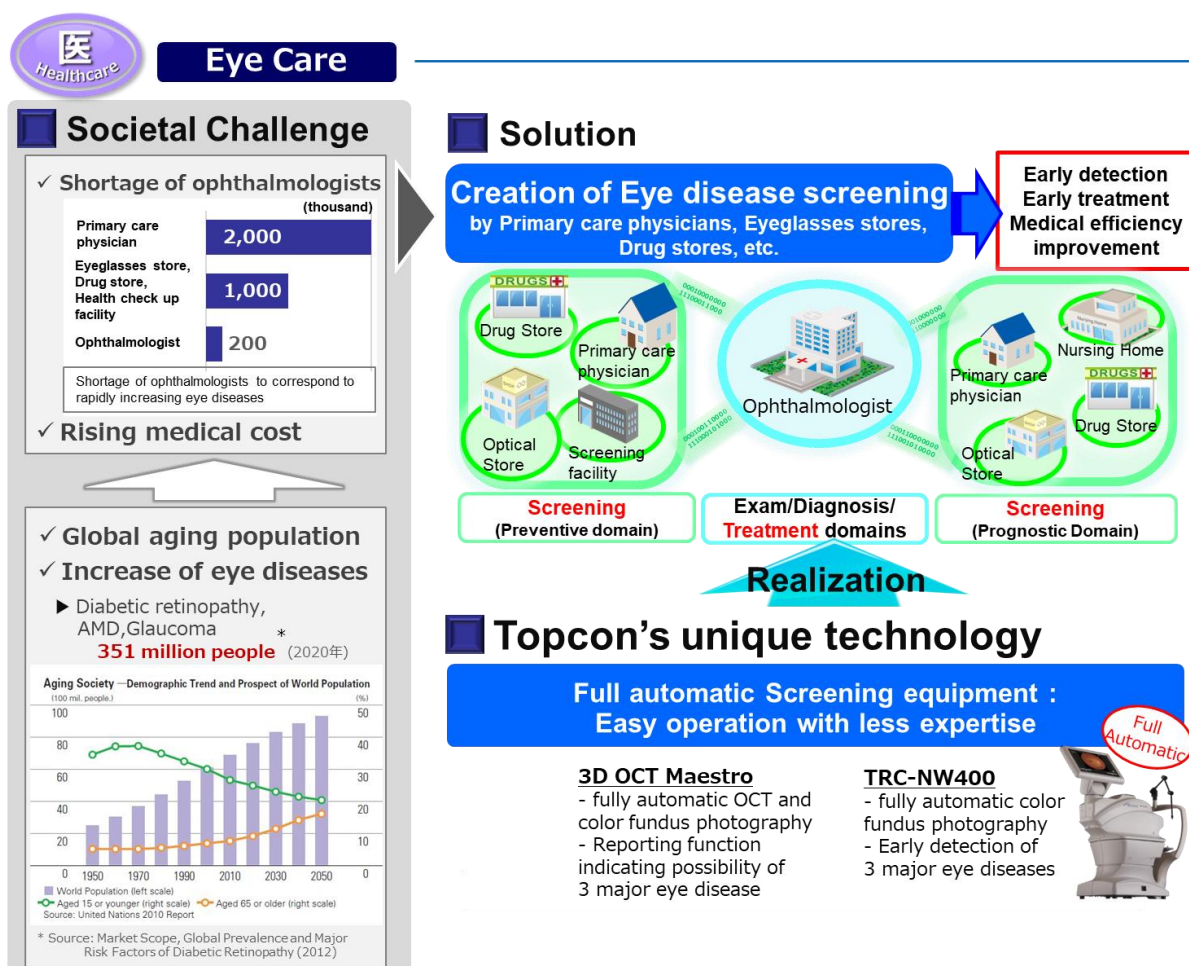 医
Healthcare
Eye Care
Societal Challenge
✓ Shortage of ophthalmologists
(thousand)
Primary care
physician
2,000
Eyeglasses store,
Drug store,
Health check up
facility
1,000
Ophthalmologist
200
Shortage of ophthalmologists to correspond to
rapidly increasing eye diseases
✓ Rising medical cost
✓ Global aging population
✓ Increase of eye diseases
▶ Diabetic retinopathy,
AMD,Glaucoma *
351 million people (2020年)
Aging Society —Demographic Trend and Prospect of World Population
(100 mil. people.) (%)
100 50
80 40
60 30
40 20
20 10
0 1950 1970 1990 2010 2030 2050 0
World Population (left scale)
Aged 15 or younger (right scale) Aged 65 or older (right scale)
Source: United Nations 2010 Report
* Source: Market Scope, Global Prevalence and Major
Risk Factors of Diabetic Retinopathy (2012)
Solution
Creation of Eye disease screening
by Primary care physicians, Eyeglasses stores,
Drug stores, etc.
Early detection
Early treatment
Medical efficiency
improvement
DRUGS
Drug Store
Primary care
physician
Optical
Store
Screening
facility
00010000000
11100011000
000100110000
111000101000
Ophthalmologist
001000000
10000000
000110000000
111001010000
Nursing Home
Nursing Home
Primary care
physician
DRUGS
Drug Store
Optical
Store
Screening
(Preventive domain)
Exam/Diagnosis/
Treatment domains
Screening
(Prognostic Domain)
Realization
Topcon’s unique technology
Full automatic Screening equipment :
Easy operation with less expertise
Full
Automatic
3D OCT Maestro
- fully automatic OCT and
color fundus photography
- Reporting function
indicating possibility of
3 major eye disease
TRC-NW400
- fully automatic color
fundus photography
- Early detection of
3 major eye diseases